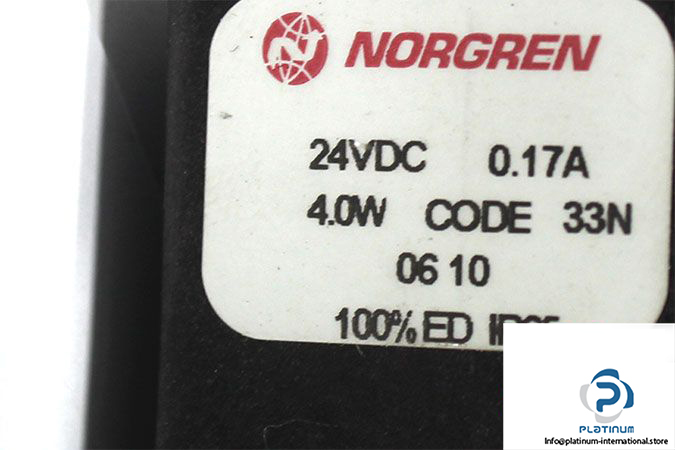 NORGREN
24VDC 0.17A
4.0W CODE 33N
06 10
100% ED
PLATINUM
Info@platinum-international.store